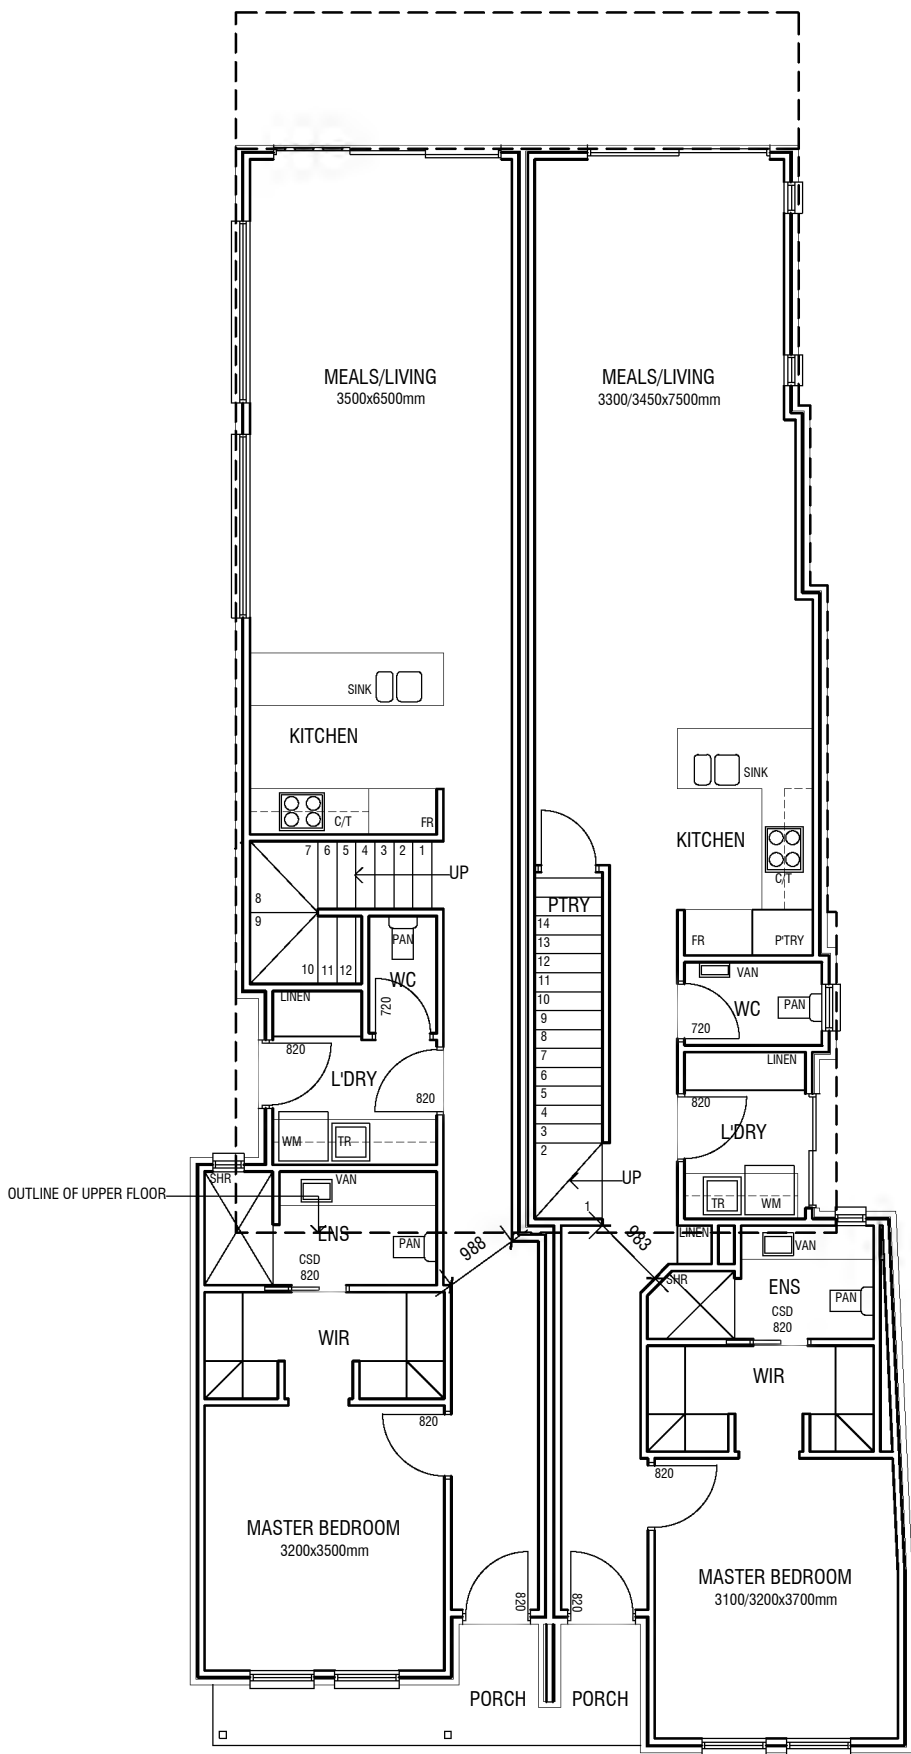 MEALS/LIVING
3500x6500mm
MEALS/LIVING
3300/3450x7500mm
SINK
KITCHEN
C/T
FR
SINK
KITCHEN
C/T
FR
P'TRY
7
6
5
4
3
2
1
UP
8
9
10
11
12
PAN
WC
720
LINEN
820
L'DRY
820
WM
TR
PTRY
14
13
12
11
10
9
8
7
6
5
4
3
2
1
UP
VAN
WC
PAN
720
LINEN
820
L'DRY
TR
WM
OUTLINE OF UPPER FLOOR
SHR
VAN
ENS
PAN
CSD
820
988
983
LINEN
VAN
SHR
ENS
PAN
CSD
820
WIR
WIR
820
820
MASTER BEDROOM
3200x3500mm
MASTER BEDROOM
3100/3200x3700mm
820
820
PORCH
PORCH